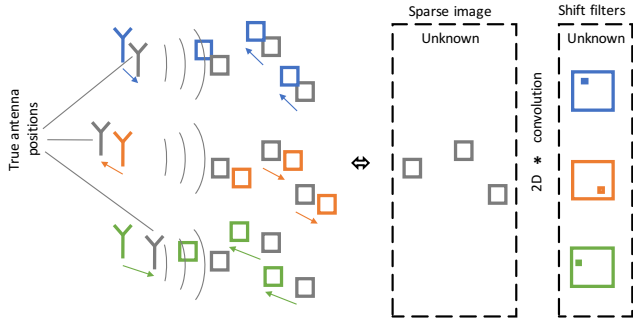 Sparse image
Shift filters
Unknown
Unknown
True antenna
positions
2D * convolution